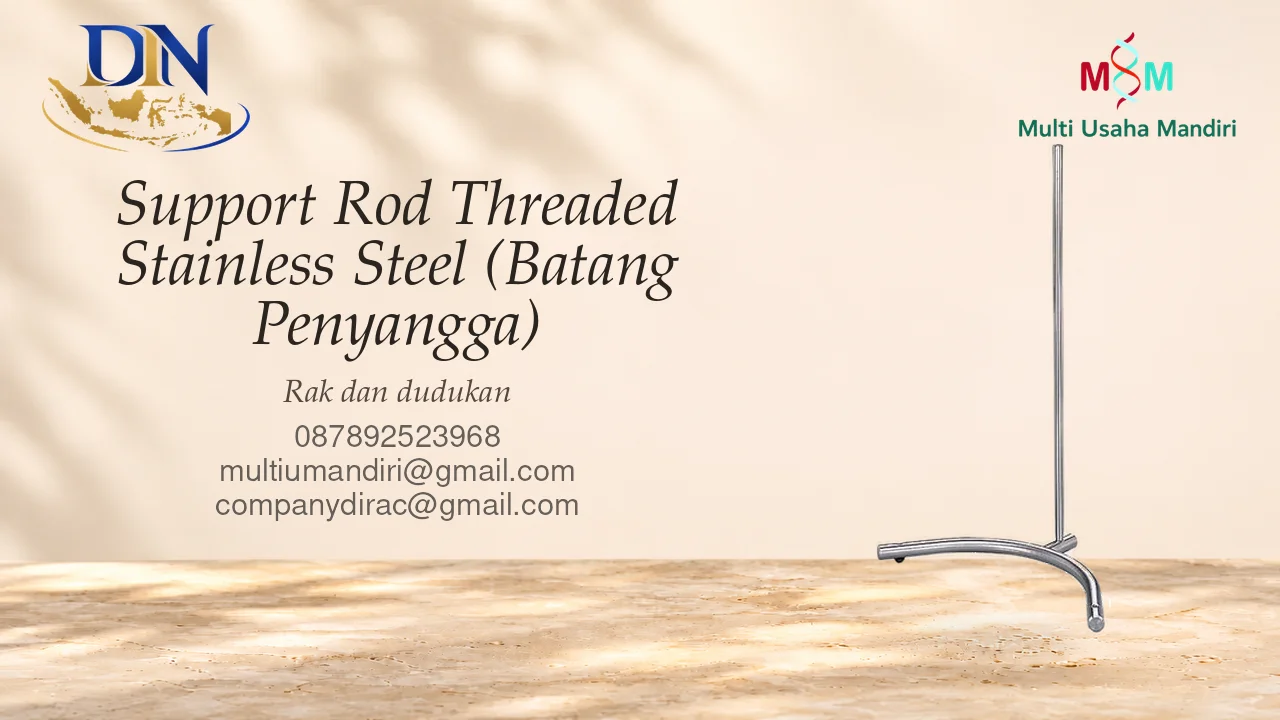 DIN
M M
Multi Usaha Mandiri
Support Rod Threaded
Stainless Steel (Batang
Penyangga)
Rak dan dudukan
087892523968
multiumandiri@gmail.com
companydirac@gmail.com